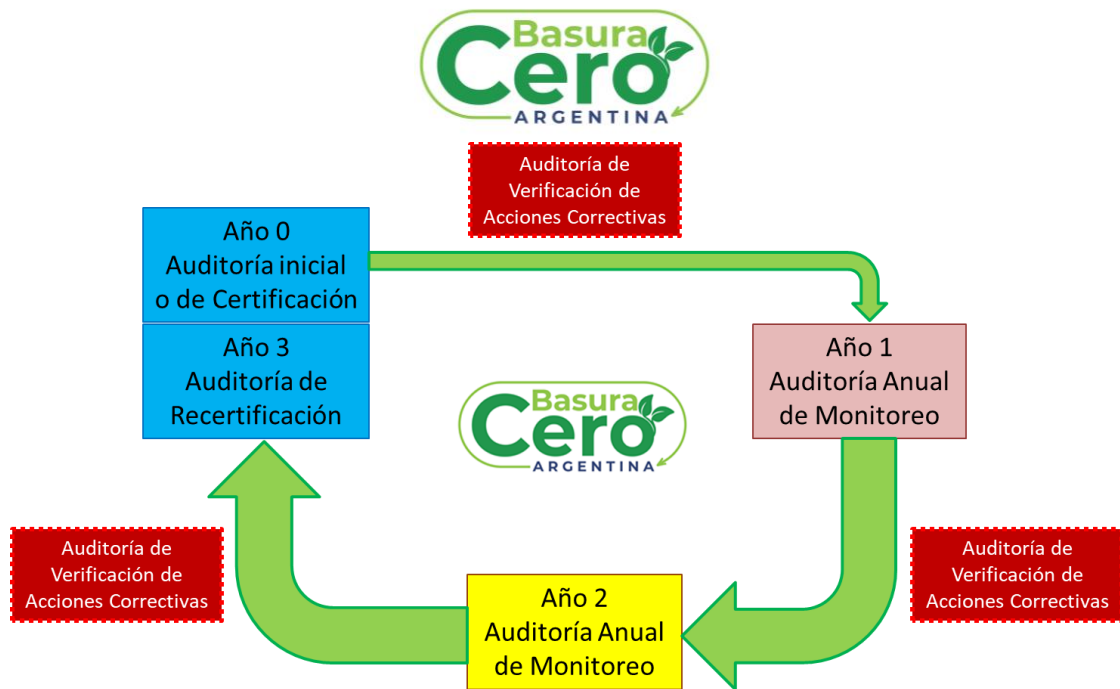 Basura
Cero
ARGENTINA
Auditoría de
Verificación de
Acciones Correctivas
Año 0
Auditoría inicial
o de Certificación
Año 3
Auditoría de
Recertificación
Año 1
Auditoría Anual
de Monitoreo
Basura
Cero
ARGENTINA
Auditoría de
Verificación de
Acciones Correctivas
Auditoría de
Verificación de
Acciones Correctivas
Año 2
Auditoría Anual
de Monitoreo